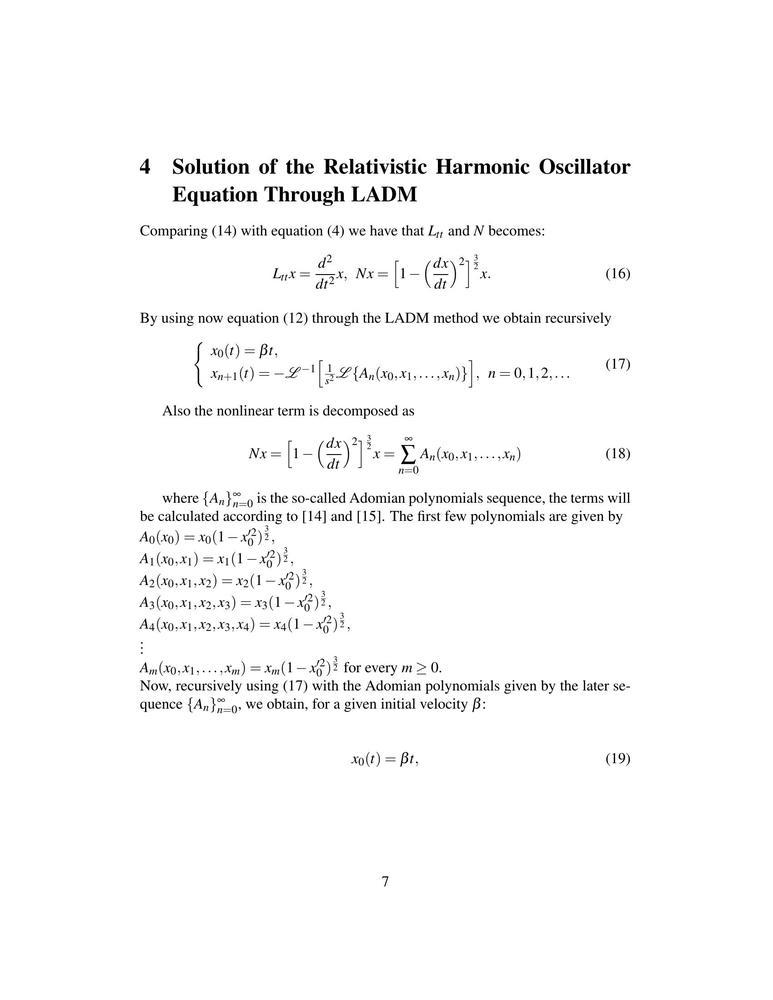 4 Solution of the Relativistic Harmonic Oscillator
Equation Through LADM
Comparing (14) with equation (4) we have that L_{tt} and N becomes:
L_{tt}x = \frac{d^2}{dt^2}x, Nx = \left[1 - \left(\frac{dx}{dt}\right)^2\right]^{\frac{3}{2}} x. (16)
By using now equation (12) through the LADM method we obtain recursively
\begin{cases} x_0(t) = \beta t, \\ x_{n+1}(t) = -\mathscr{L}^{-1}\left[\frac{1}{s^2}\mathscr{L}\{A_n(x_0,x_1,\ldots,x_n)\}\right], n = 0,1,2,\ldots \end{cases} (17)
Also the nonlinear term is decomposed as
Nx = \left[1 - \left(\frac{dx}{dt}\right)^2\right]^{\frac{3}{2}} x = \sum_{n=0}^{\infty} A_n(x_0,x_1,\ldots,x_n) (18)
where \{A_n\}_{n=0}^{\infty} is the so-called Adomian polynomials sequence, the terms will
be calculated according to [14] and [15]. The first few polynomials are given by
A_0(x_0) = x_0(1 - x_0'^2)^{\frac{3}{2}},
A_1(x_0,x_1) = x_1(1 - x_0'^2)^{\frac{3}{2}},
A_2(x_0,x_1,x_2) = x_2(1 - x_0'^2)^{\frac{3}{2}},
A_3(x_0,x_1,x_2,x_3) = x_3(1 - x_0'^2)^{\frac{3}{2}},
A_4(x_0,x_1,x_2,x_3,x_4) = x_4(1 - x_0'^2)^{\frac{3}{2}},
⋮
A_m(x_0,x_1,\ldots,x_m) = x_m(1 - x_0'^2)^{\frac{3}{2}} for every m ≥ 0.
Now, recursively using (17) with the Adomian polynomials given by the later se-
quence \{A_n\}_{n=0}^{\infty}, we obtain, for a given initial velocity β:
x_0(t) = \beta t, (19)
7